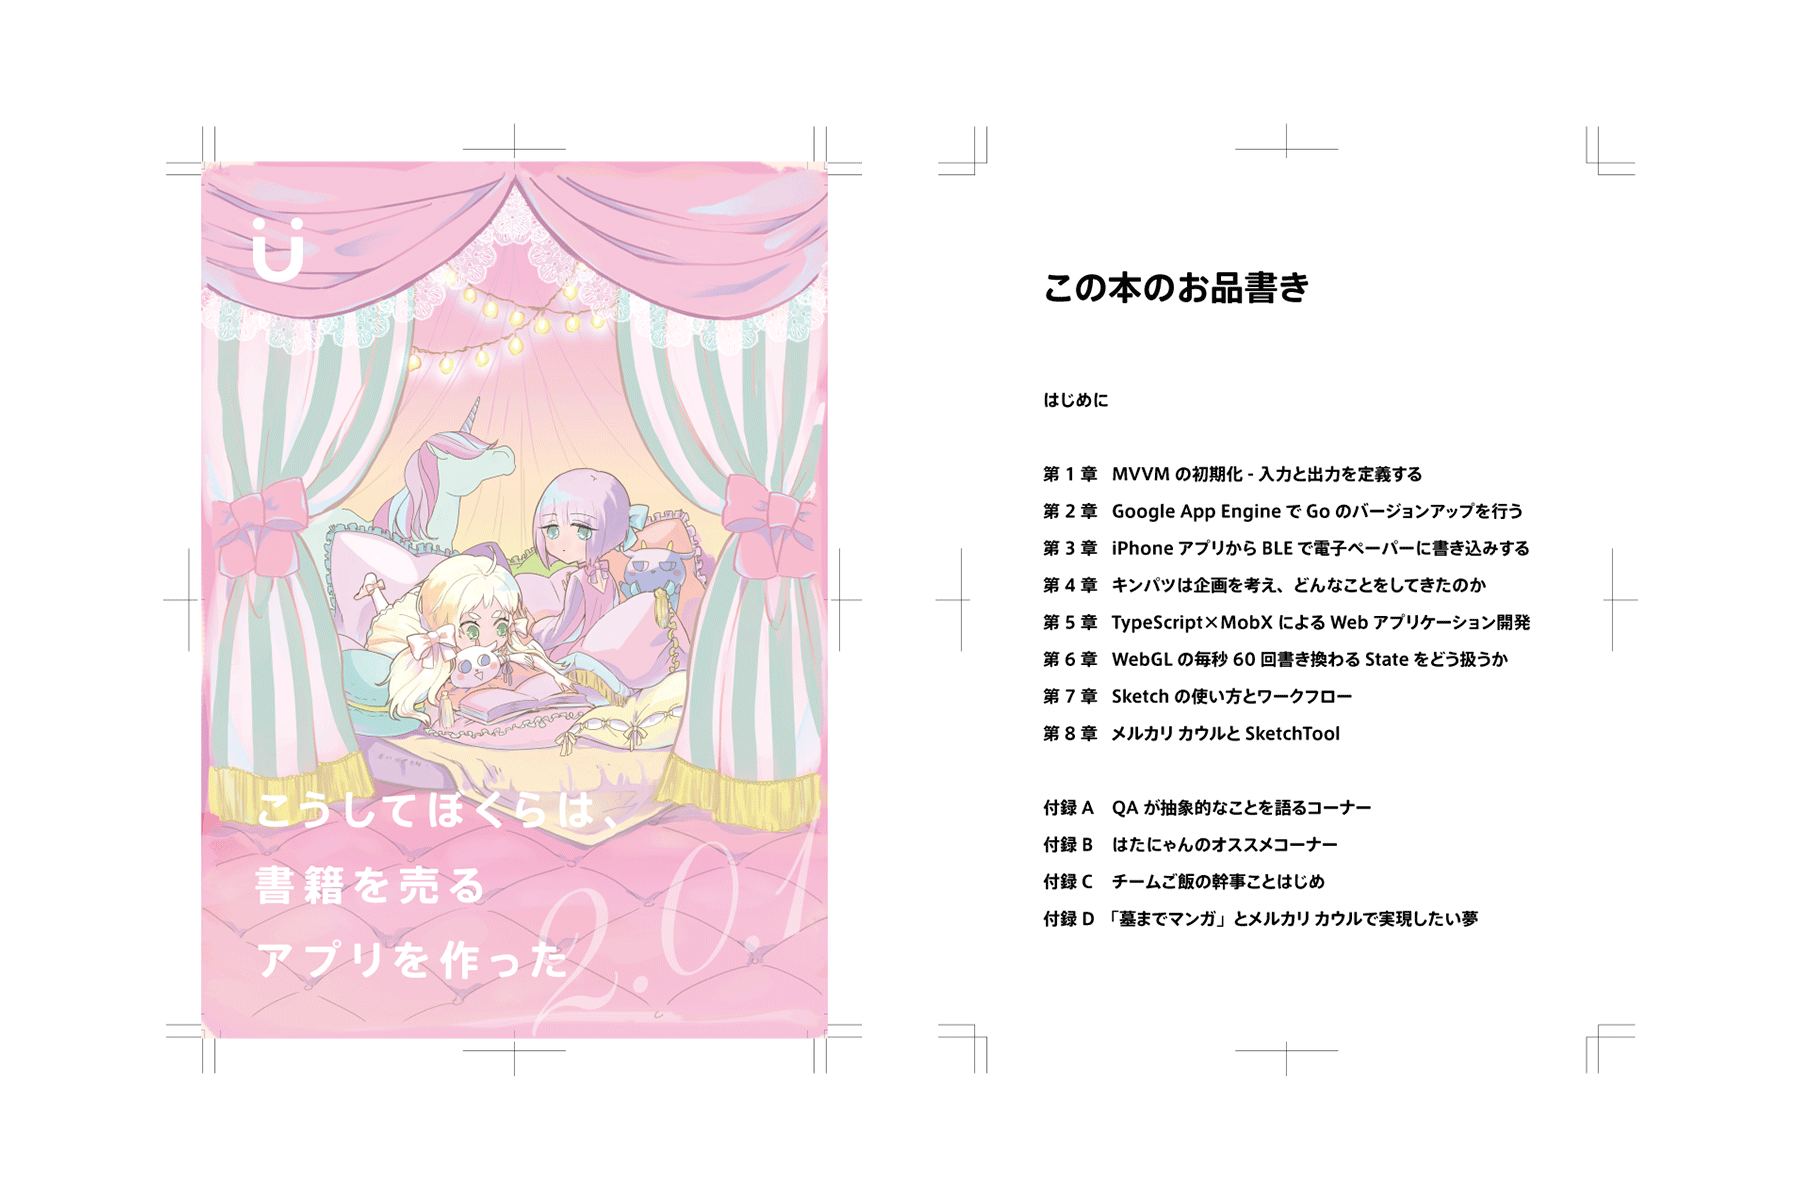 Ü
こうしてぼくらは、
書籍を売る
アプリを作った
2.0.1
この本のお品書き
はじめに
第 1 章 MVVM の初期化 - 入力と出力を定義する
第 2 章 Google App Engine で Go のバージョンアップを行う
第 3 章 iPhone アプリから BLE で電子ペーパーに書き込みする
第 4 章 キンパツは企画を考え、どんなことをしてきたのか
第 5 章 TypeScript×MobX による Web アプリケーション開発
第 6 章 WebGL の毎秒 60 回書き換わる State をどう扱うか
第 7 章 Sketch の使い方とワークフロー
第 8 章 メルカリ カウルと SketchTool
付録 A QA が抽象的なことを語るコーナー
付録 B はたにゃんのオススメコーナー
付録 C チームご飯の幹事ことはじめ
付録 D 「墓までマンガ」とメルカリ カウルで実現したい夢